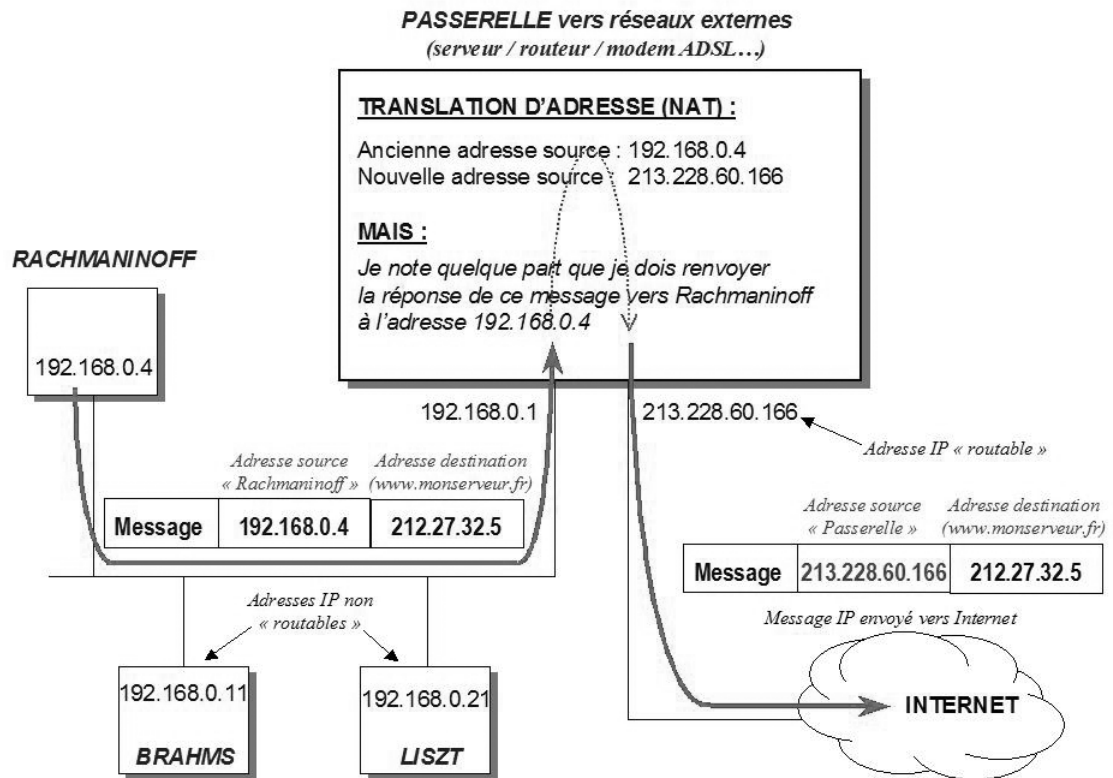 PASSERELLE vers réseaux externes
(serveur / routeur / modem ADSL…)
TRANSLATION D'ADRESSE (NAT) :
Ancienne adresse source : 192.168.0.4
Nouvelle adresse source : 213.228.60.166
MAIS :
Je note quelque part que je dois renvoyer
la réponse de ce message vers Rachmaninoff
à l'adresse 192.168.0.4
RACHMANINOFF
192.168.0.4
192.168.0.1
213.228.60.166
Adresse IP « routable »
Adresse source
« Rachmaninoff »
Adresse destination
(www.monserveur.fr)
Message 192.168.0.4 212.27.32.5
Adresse source
« Passerelle »
Adresse destination
(www.monserveur.fr)
Message 213.228.60.166 212.27.32.5
Message IP envoyé vers Internet
Adresses IP non
« routables »
192.168.0.11
BRAHMS
192.168.0.21
LISZT
INTERNET